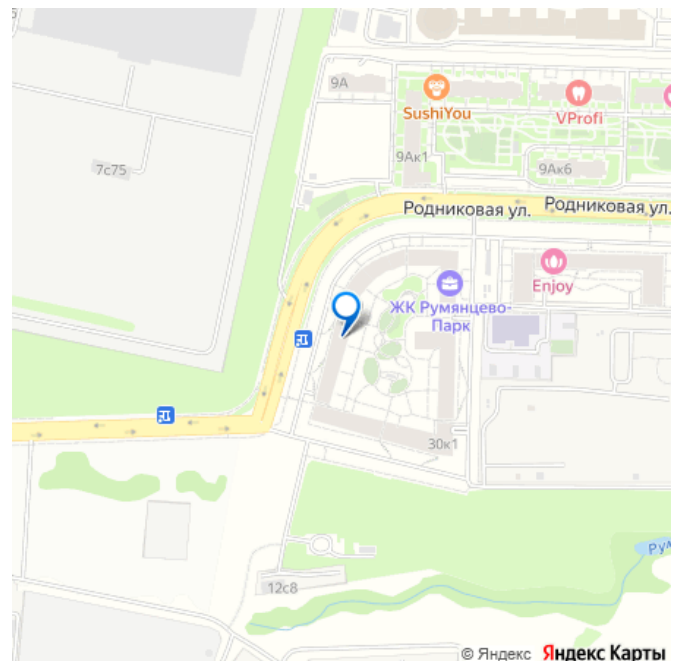 9А
SushiYou
VProfi
7с75
9Ак1
9Ак6
Родниковая ул.
Родниковая ул.
Enjoy
ЖК Румянцево-
Парк
30к1
Рум
12с8
© Яндекс Яндекс Карты